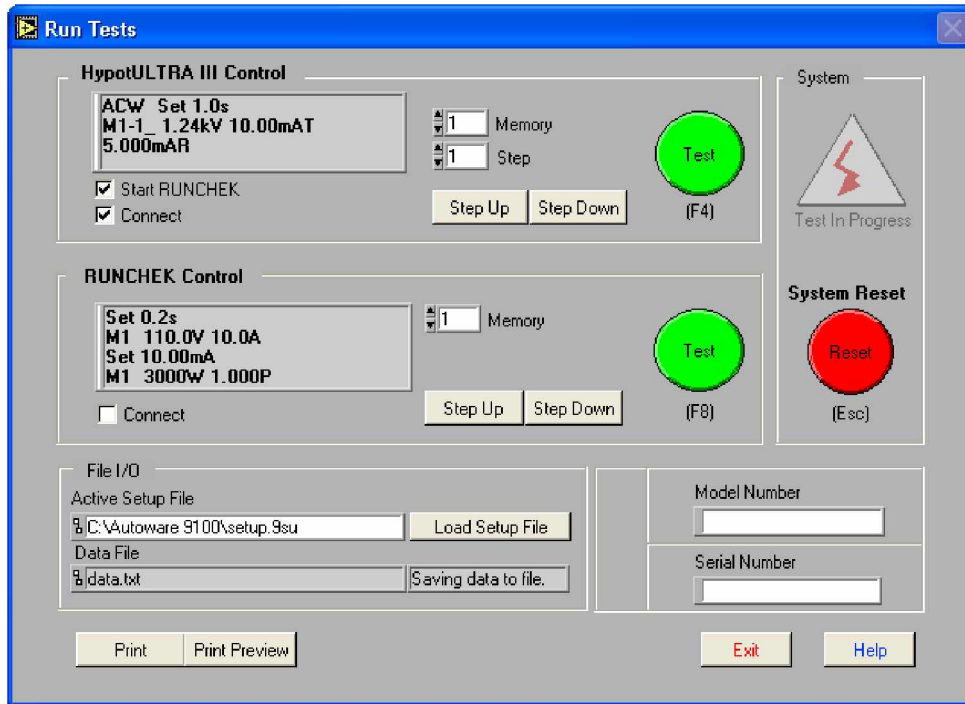 Run Tests
HypotULTRA III Control
ACW Set 1.0s
M1-1_ 1.24kV 10.00mAT
5.000mAR
Start RUNCHEK
Connect
1 Memory
1 Step
Step Up Step Down
Test
(F4)
System
Test In Progress
RUNCHEK Control
Set 0.2s
M1 110.0V 10.0A
Set 10.00mA
M1 3000W 1.000P
Connect
1 Memory
Step Up Step Down
Test
(F8)
System Reset
Reset
(Esc)
File I/O
Active Setup File
C:\Autoware 9100\setup.9su Load Setup File
Data File
data.txt Saving data to file.
Model Number
Serial Number
Print Print Preview Exit Help